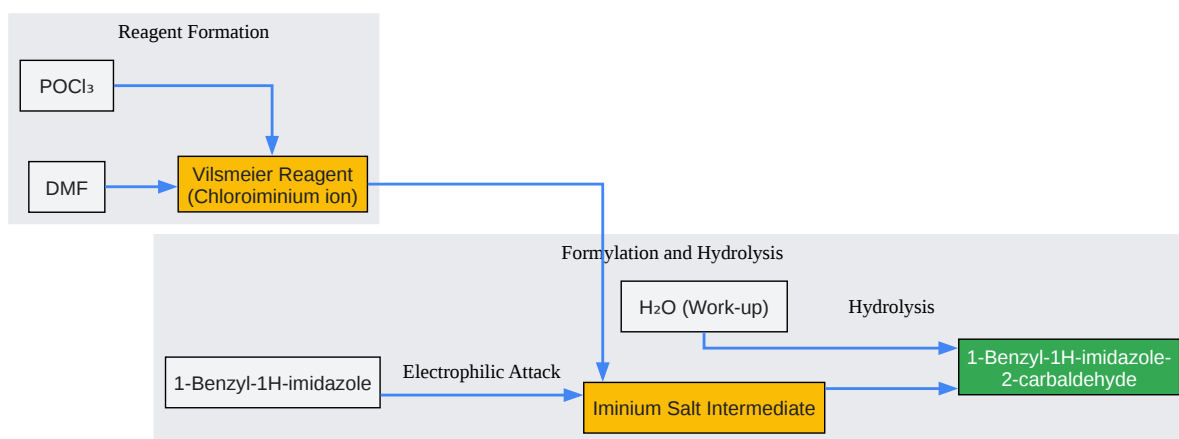 Reagent Formation
POCl₃
DMF
Vilsmeier Reagent
(Chloroiminium ion)
Formylation and Hydrolysis
H₂O (Work-up)
Hydrolysis
1-Benzyl-1H-imidazole
Electrophilic Attack
Iminium Salt Intermediate
1-Benzyl-1H-imidazole-
2-carbaldehyde